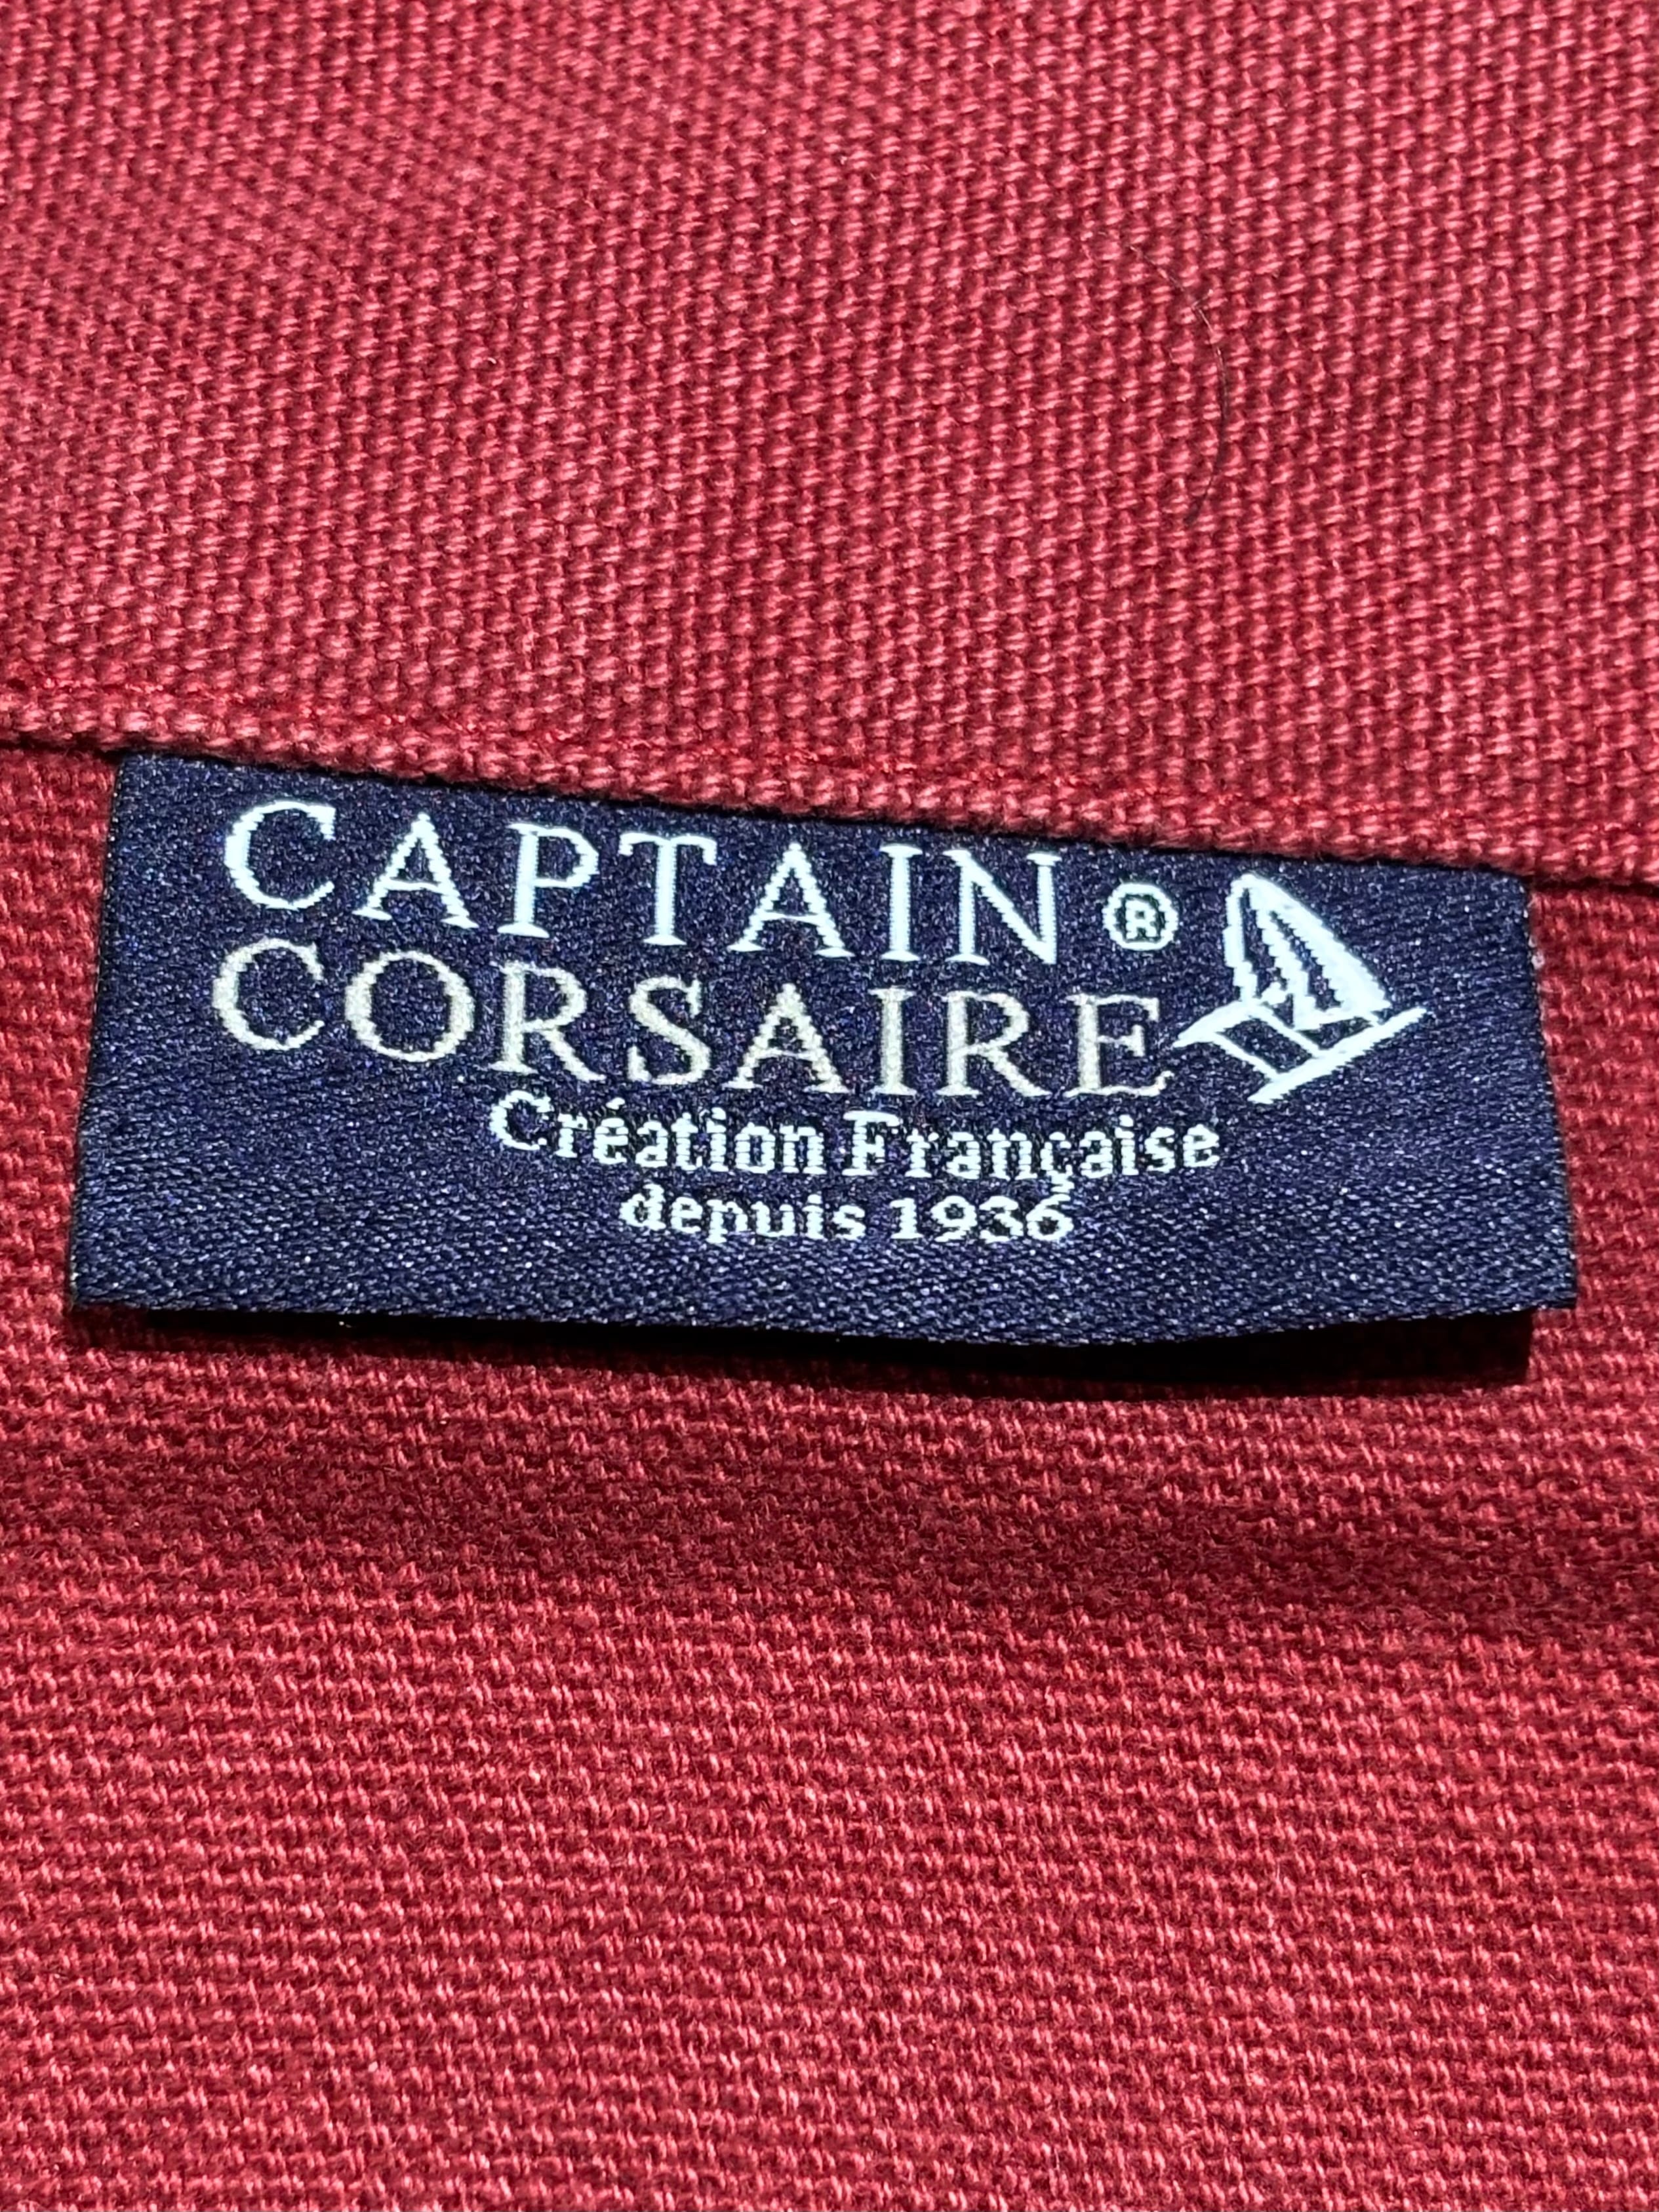 CAPTAIN ®
CORSAIRE
Création Française
depuis 1936